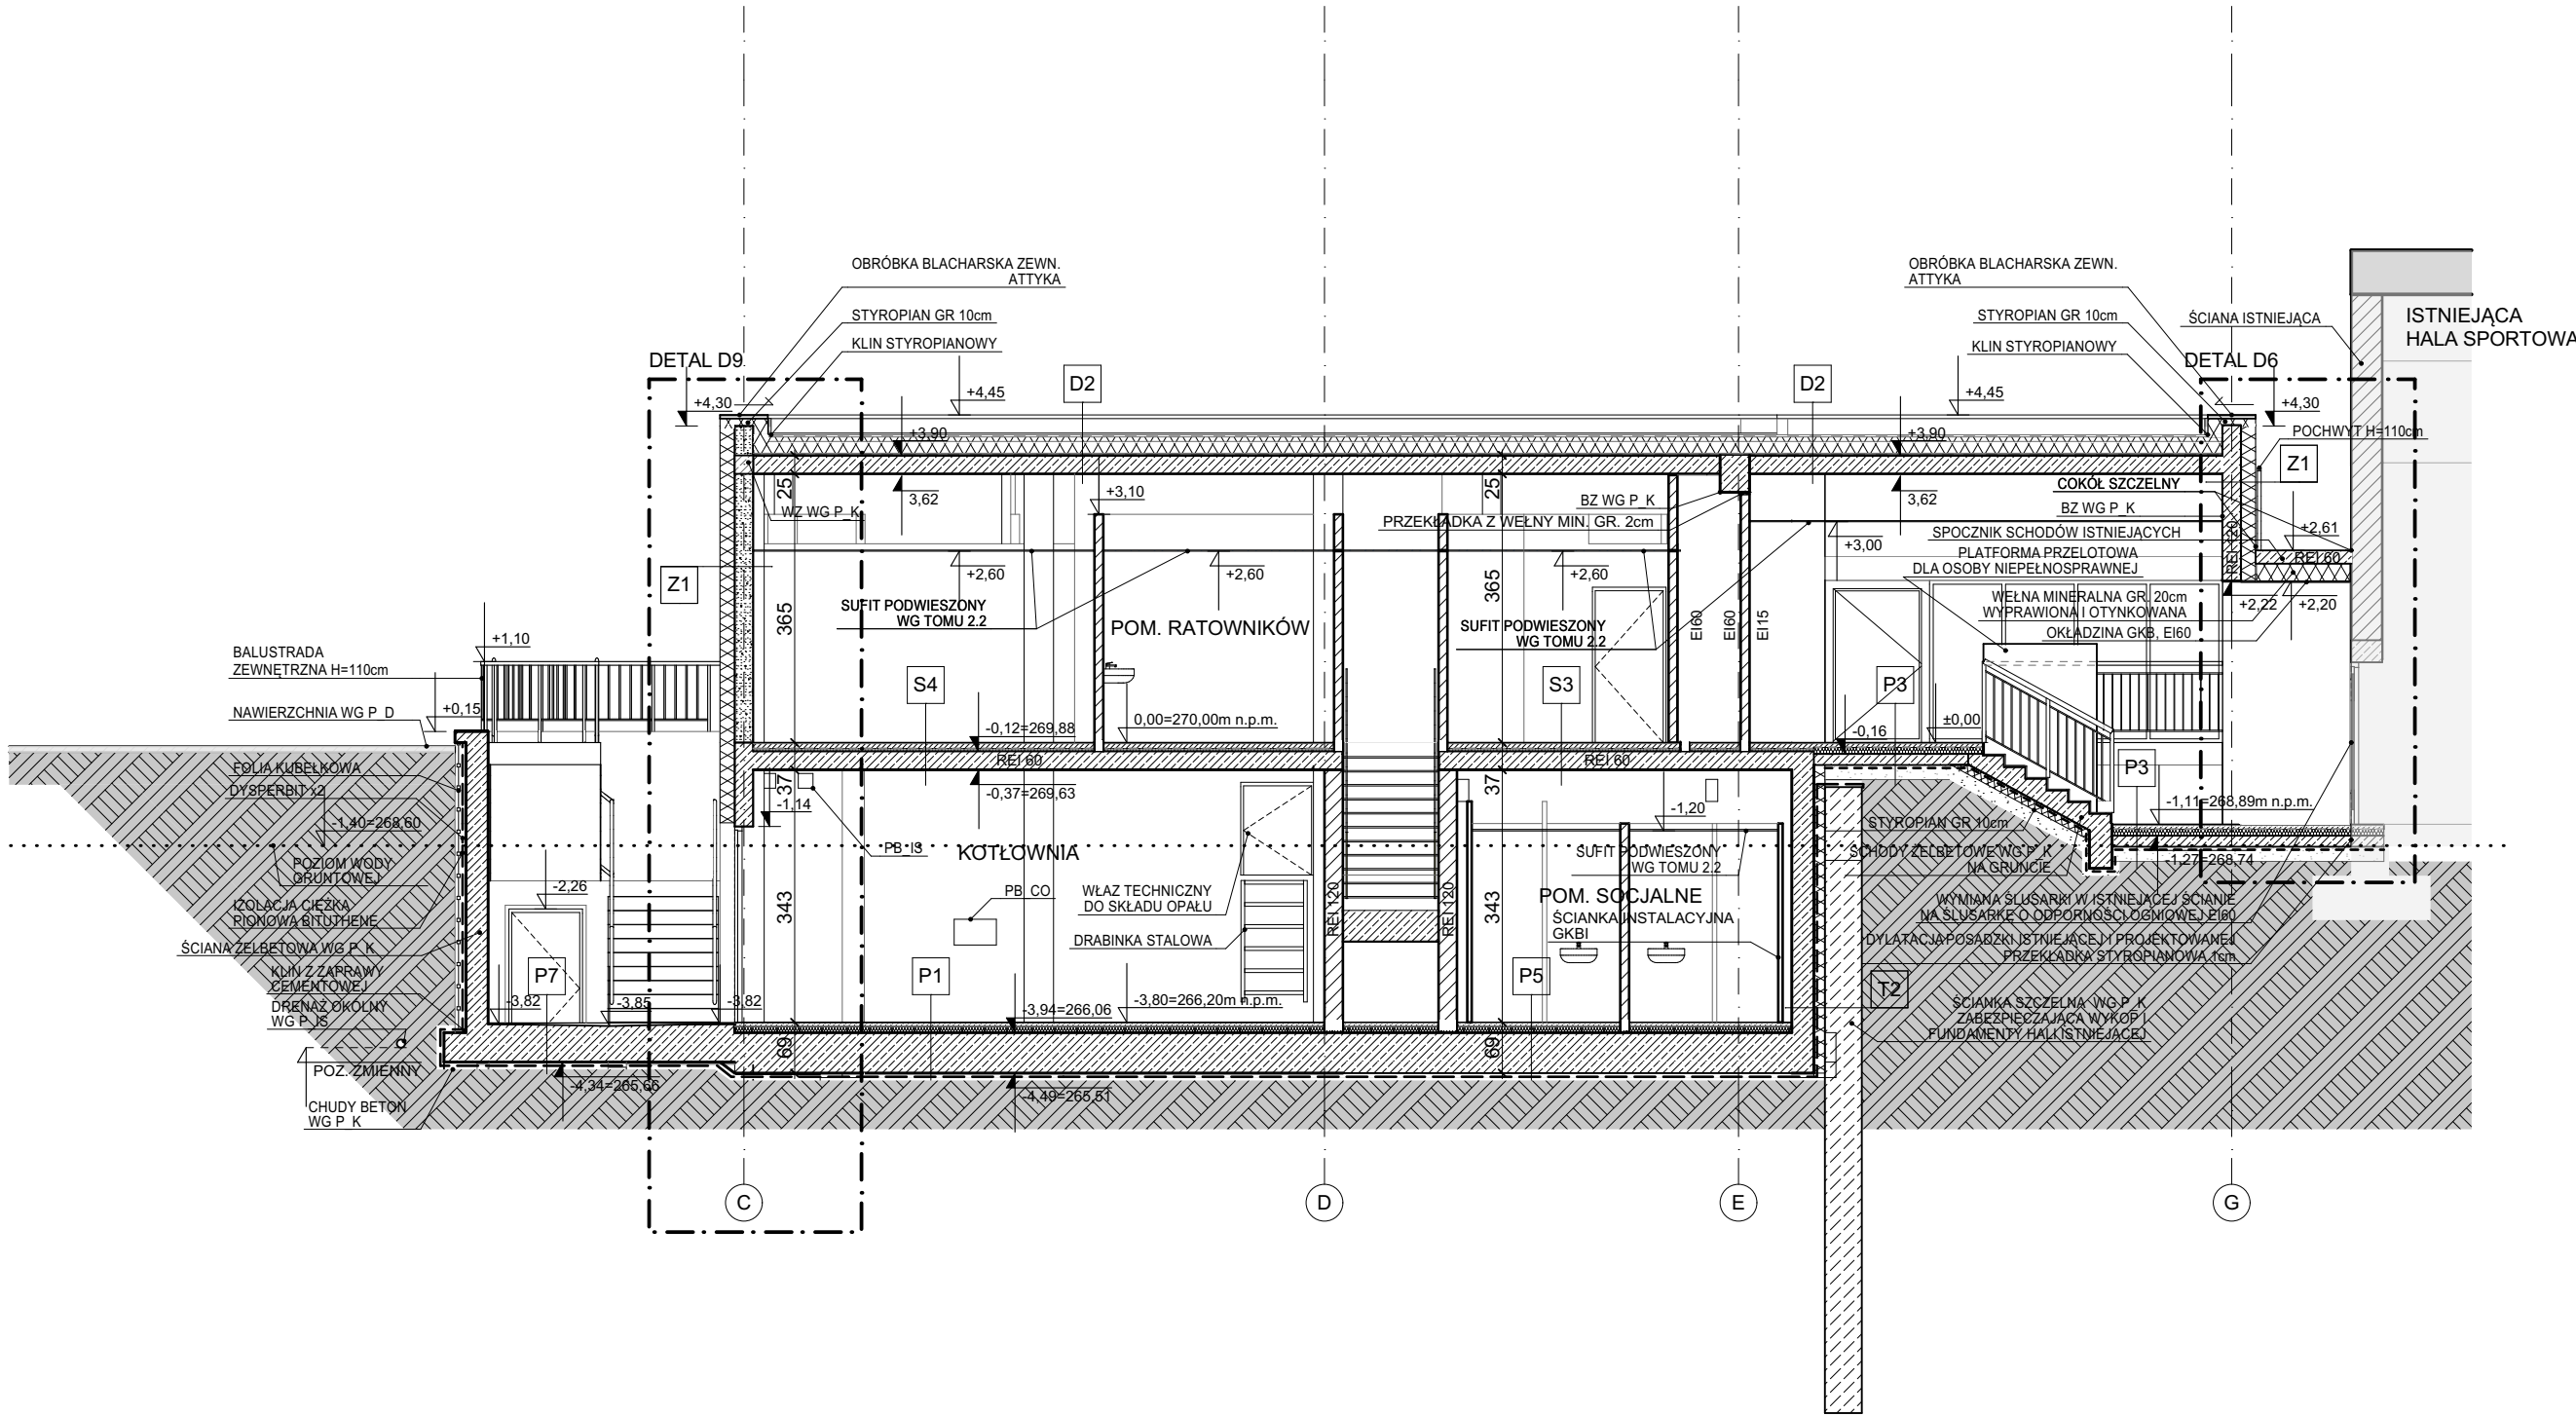 OBRÓBKA BLACHARSKA ZEWN.
ATTYKA
STYROPIAN GR 10cm
KLIN STYROPIANOWY
DETAL D9
+4,30
+4,45
D2
+3,90
3,62
25
WZ WG P_K
+3,10
OBRÓBKA BLACHARSKA ZEWN.
ATTYKA
STYROPIAN GR 10cm
KLIN STYROPIANOWY
ŚCIANA ISTNIEJĄCA
ISTNIEJĄCA
HALA SPORTOWA
DETAL D6
D2
+4,45
+4,30
+3,90
3,62
POCHWYT H=110cm
Z1
25
BZ WG P_K
PRZEKŁADKA Z WEŁNY MIN. GR. 2cm
COKÓŁ SZCZELNY
BZ WG P_K
SPOCZNIK SCHODÓW ISTNIEJĄCYCH
+2,61
REI 60
REI 120
+3,00
PLATFORMA PRZELOTOWA
DLA OSOBY NIEPEŁNOSPRAWNEJ
WEŁNA MINERALNA GR. 20cm
WYPRAWIONA I OTYNKOWANA
+2,22
+2,20
OKŁADZINA GKB, EI60
Z1
365
+2,60
+2,60
365
+2,60
SUFIT PODWIESZONY
WG TOMU 2.2
POM. RATOWNIKÓW
SUFIT PODWIESZONY
WG TOMU 2.2
EI60
EI60
EI15
+1,10
BALUSTRADA
ZEWNĘTRZNA H=110cm
NAWIERZCHNIA WG P_D
+0,15
S4
S3
P3
-0,12=269,88
0,00=270,00m n.p.m.
-0,16
±0,00
REI 60
REI 60
FOLIA KUBEŁKOWA
DYSPERBIT x2
-1,40=268,60
POZIOM WODY
GRUNTOWEJ
IZOLACJA CIĘŻKA
PIONOWA BITUTHENE
ŚCIANA ŻELBETOWA WG P_K
KLIN Z ZAPRAWY
CEMENTOWEJ
DRENAŻ OKÓLNY
WG P_IS
POZ. ZMIENNY
CHUDY BETON
WG P_K
37
-1,14
-0,37=269,63
PB_IS
KOTŁOWNIA
PB_CO
WŁAZ TECHNICZNY
DO SKŁADU OPAŁU
DRABINKA STALOWA
343
-2,26
P7
-3,82
-3,85
-3,82
P1
-3,94=266,06
-3,80=266,20m n.p.m.
69
-4,34=265,66
-4,49=265,51
REI 120
REI 120
37
-1,20
SUFIT PODWIESZONY
WG TOMU 2.2
POM. SOCJALNE
ŚCIANKA INSTALACYJNA
GKBI
343
P5
69
P3
-1,11=268,89m n.p.m.
-1,27=268,74
STYROPIAN GR 10cm
SCHODY ŻELBETOWE WG P_K
NA GRUNCIE
WYMIANA ŚLUSARKI W ISTNIEJĄCEJ ŚCIANIE
NA ŚLUSARKĘ O ODPORNOŚCI OGNIOWEJ EI60
DYLATACJA POSADZKI ISTNIEJĄCEJ I PROJEKTOWANEJ
PRZEKŁADKA STYROPIANOWA 1cm
T2
ŚCIANKA SZCZELNA WG P_K
ZABEZPIĘCZAJĄCA WYKOP I
FUNDAMENTY HALI ISTNIEJĄCEJ
C
D
E
G